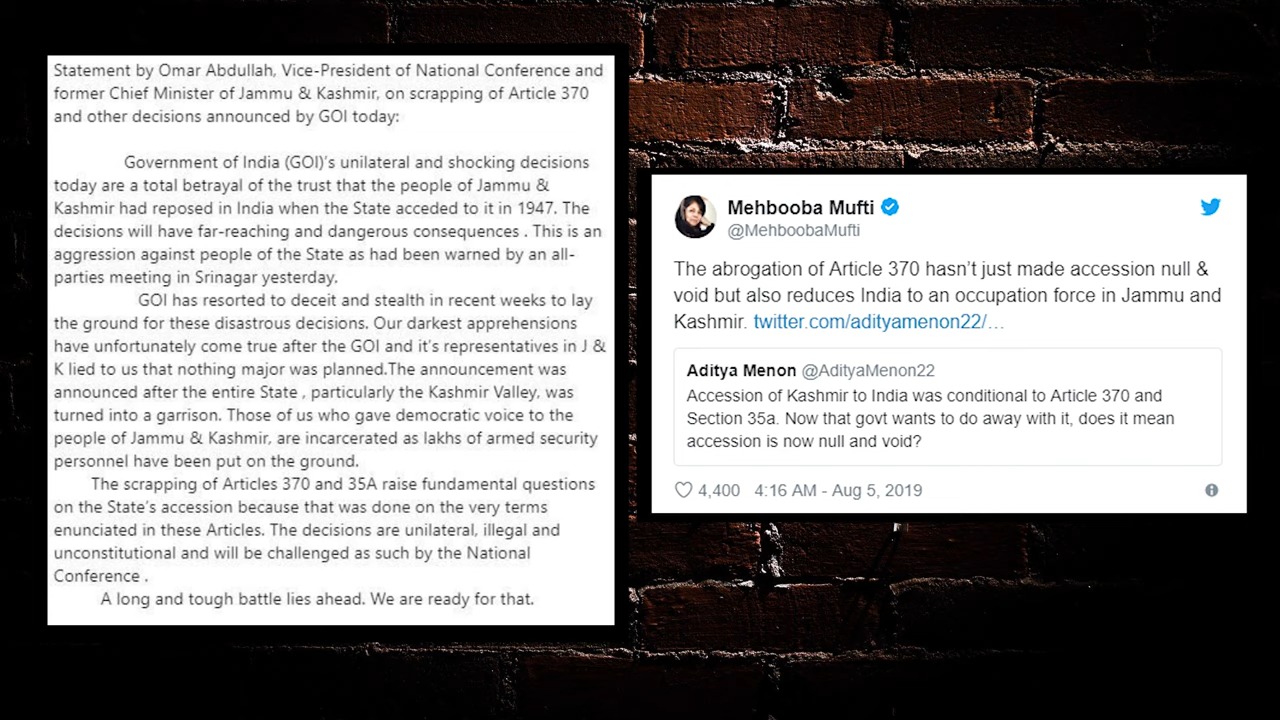 Statement by Omar Abdullah, Vice-President of National Conference and
former Chief Minister of Jammu & Kashmir, on scrapping of Article 370
and other decisions announced by GOI today:
Government of India (GOI)'s unilateral and shocking decisions
today are a total betrayal of the trust that the people of Jammu &
Kashmir had reposed in India when the State acceded to it in 1947. The
decisions will have far-reaching and dangerous consequences . This is an
aggression against people of the State as had been warned by an all-
parties meeting in Srinagar yesterday.
GOI has resorted to deceit and stealth in recent weeks to lay
the ground for these disastrous decisions. Our darkest apprehensions
have unfortunately come true after the GOI and it's representatives in J &
K lied to us that nothing major was planned.The announcement was
announced after the entire State , particularly the Kashmir Valley, was
turned into a garrison. Those of us who gave democratic voice to the
people of Jammu & Kashmir, are incarcerated as lakhs of armed security
personnel have been put on the ground.
The scrapping of Articles 370 and 35A raise fundamental questions
on the State's accession because that was done on the very terms
enunciated in these Articles. The decisions are unilateral, illegal and
unconstitutional and will be challenged as such by the National
Conference .
A long and tough battle lies ahead. We are ready for that.
Mehbooba Mufti
@MehboobaMufti
The abrogation of Article 370 hasn't just made accession null &
void but also reduces India to an occupation force in Jammu and
Kashmir. twitter.com/adityamenon22/…
Aditya Menon @AdityaMenon22
Accession of Kashmir to India was conditional to Article 370 and
Section 35a. Now that govt wants to do away with it, does it mean
accession is now null and void?
4,400 4:16 AM - Aug 5, 2019